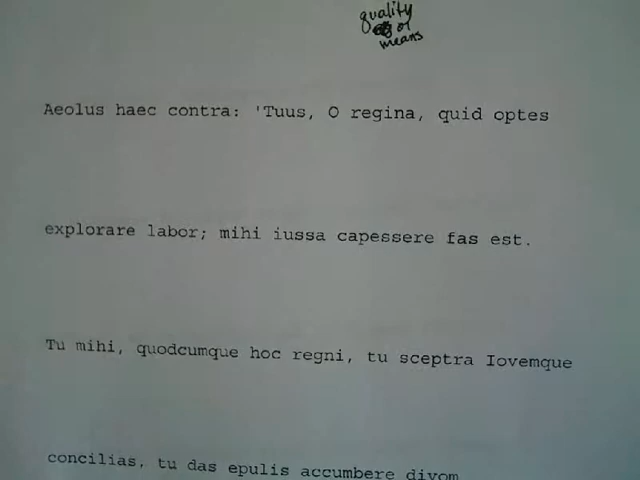 quality
or
means
Aeolus haec contra: 'Tuus, O regina, quid optes
explorare labor; mihi iussa capessere fas est.
Tu mihi, quodcumque hoc regni, tu sceptra Iovemque
concilias, tu das epulis accumbere divom